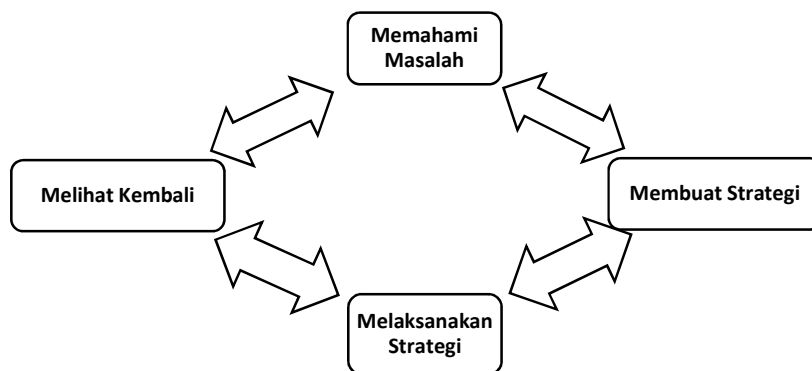 Memahami
Masalah
Melihat Kembali
Membuat Strategi
Melaksanakan
Strategi